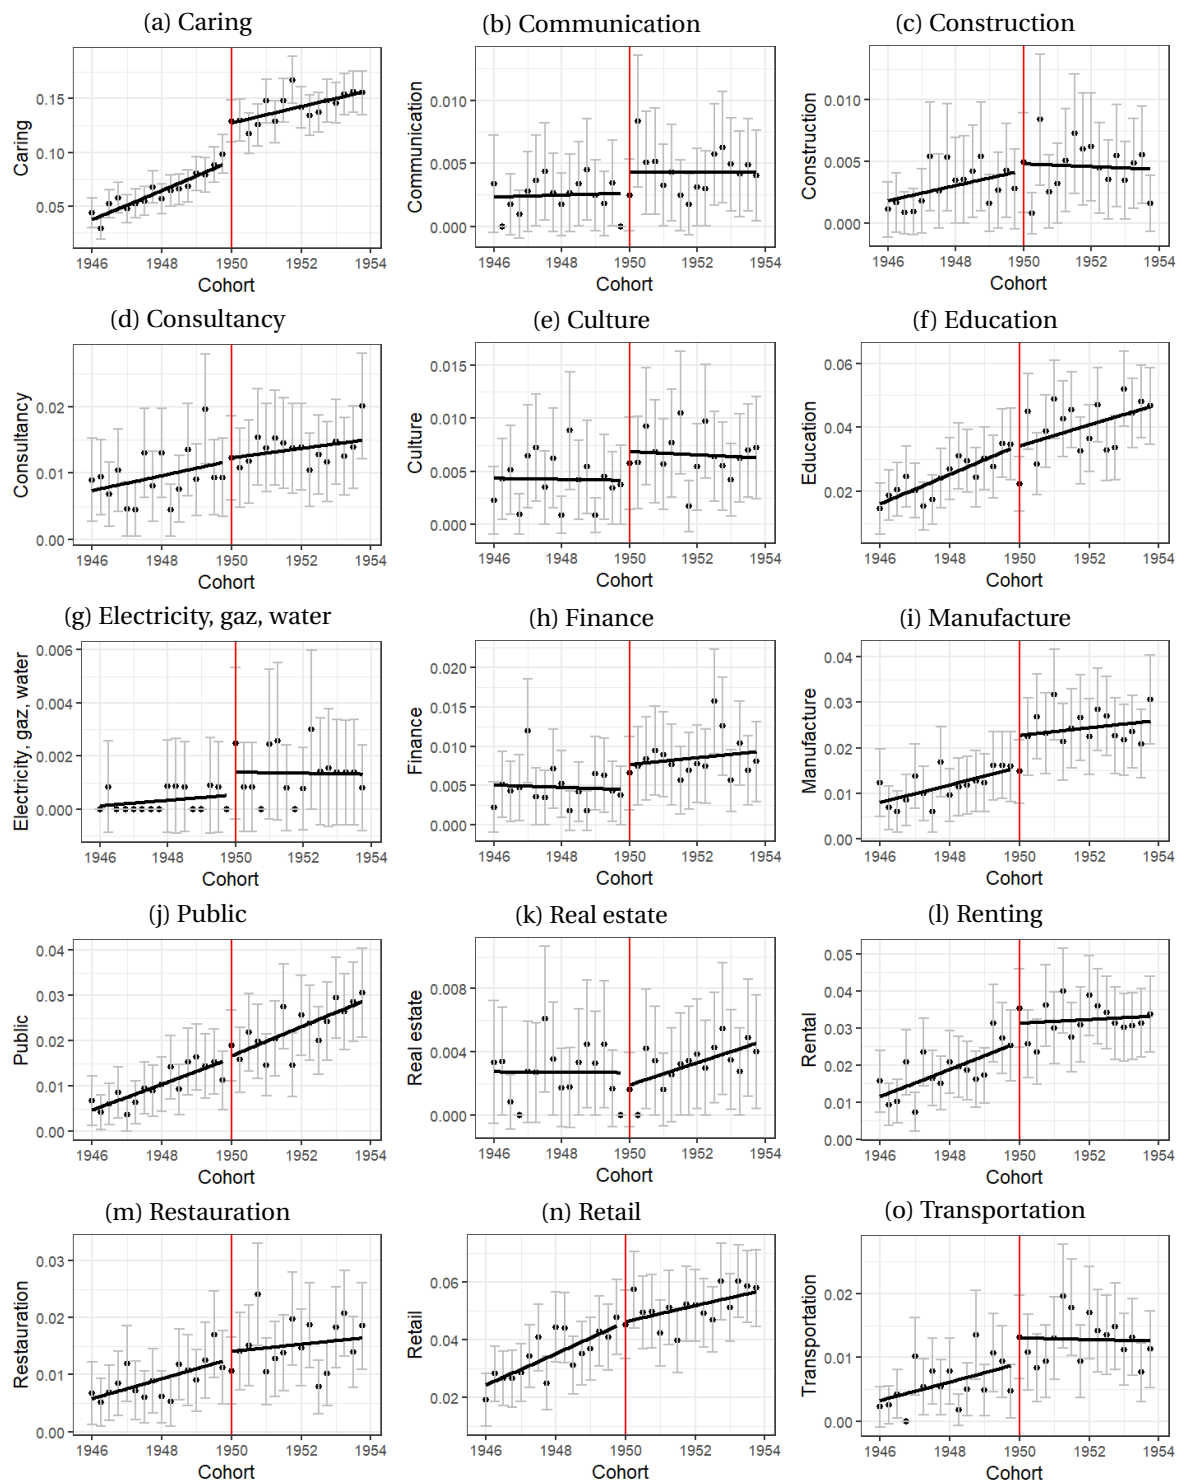 (a) Caring
(b) Communication
(c) Construction
Caring
0.15
0.10
0.05
1946 1948 1950 1952 1954
Cohort
Communication
0.010
0.005
0.000
1946 1948 1950 1952 1954
Cohort
Construction
0.010
0.005
0.000
1946 1948 1950 1952 1954
Cohort
(d) Consultancy
(e) Culture
(f) Education
Consultancy
0.02
0.01
0.00
1946 1948 1950 1952 1954
Cohort
Culture
0.015
0.010
0.005
0.000
1946 1948 1950 1952 1954
Cohort
Education
0.06
0.04
0.02
1946 1948 1950 1952 1954
Cohort
(g) Electricity, gaz, water
(h) Finance
(i) Manufacture
Electricity, gaz, water
0.006
0.004
0.002
0.000
1946 1948 1950 1952 1954
Cohort
Finance
0.020
0.015
0.010
0.005
0.000
1946 1948 1950 1952 1954
Cohort
Manufacture
0.04
0.03
0.02
0.01
0.00
1946 1948 1950 1952 1954
Cohort
(j) Public
(k) Real estate
(l) Renting
Public
0.04
0.03
0.02
0.01
0.00
1946 1948 1950 1952 1954
Cohort
Real estate
0.008
0.004
0.000
1946 1948 1950 1952 1954
Cohort
Rental
0.05
0.04
0.03
0.02
0.01
0.00
1946 1948 1950 1952 1954
Cohort
(m) Restauration
(n) Retail
(o) Transportation
Restauration
0.03
0.02
0.01
0.00
1946 1948 1950 1952 1954
Cohort
Retail
0.06
0.04
0.02
1946 1948 1950 1952 1954
Cohort
Transportation
0.02
0.01
0.00
1946 1948 1950 1952 1954
Cohort